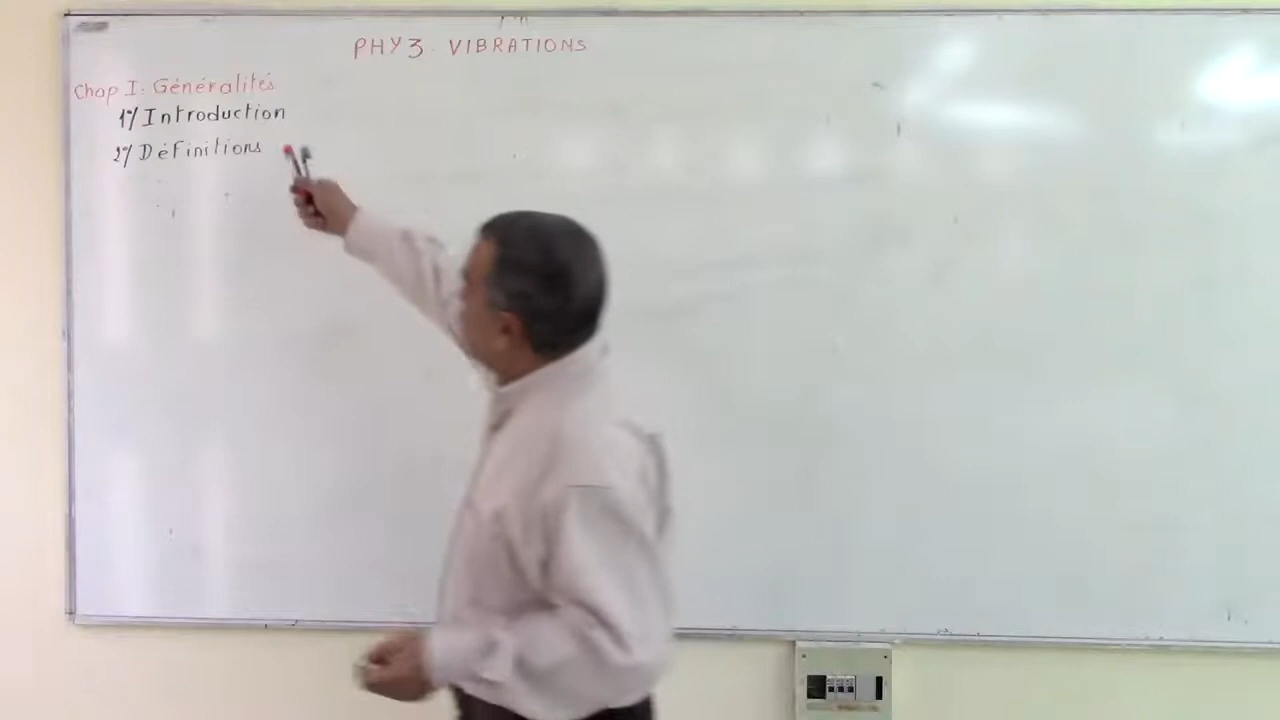 PHY3. VIBRATIONS
Chap I: Généralités
1°/ Introduction
2°/ Définitions